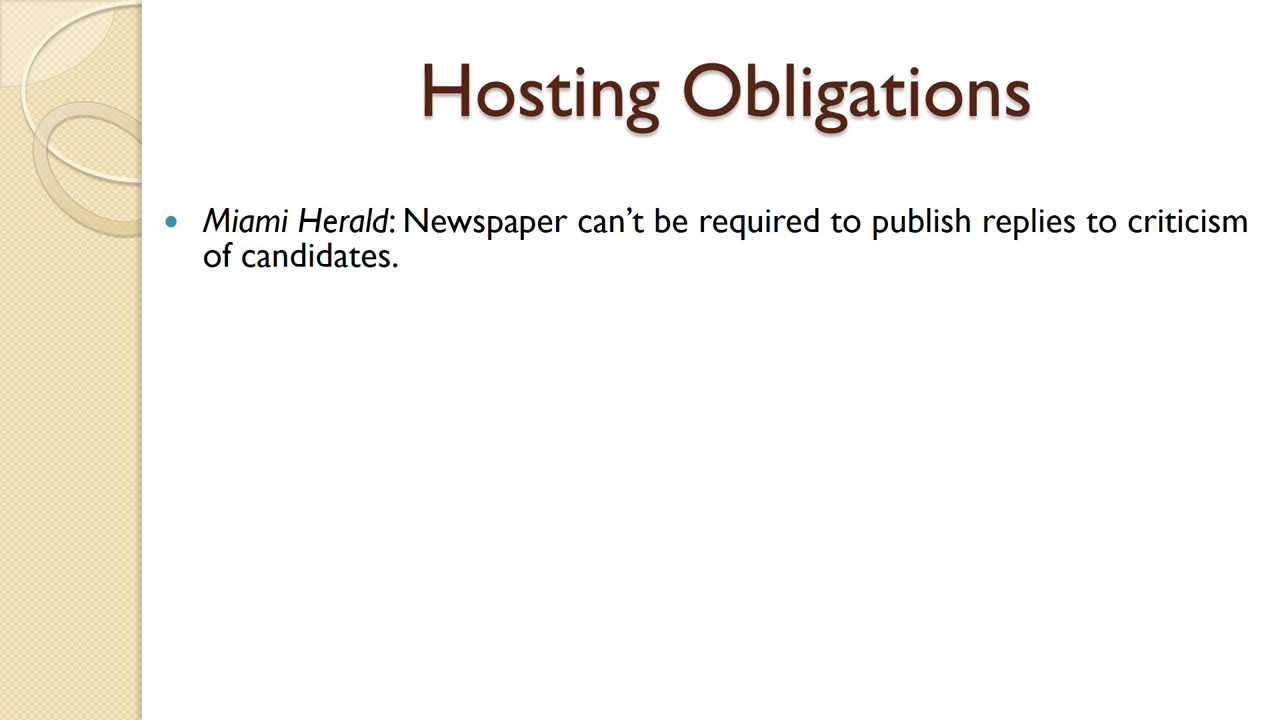 Hosting Obligations
Miami Herald: Newspaper can’t be required to publish replies to criticism
of candidates.